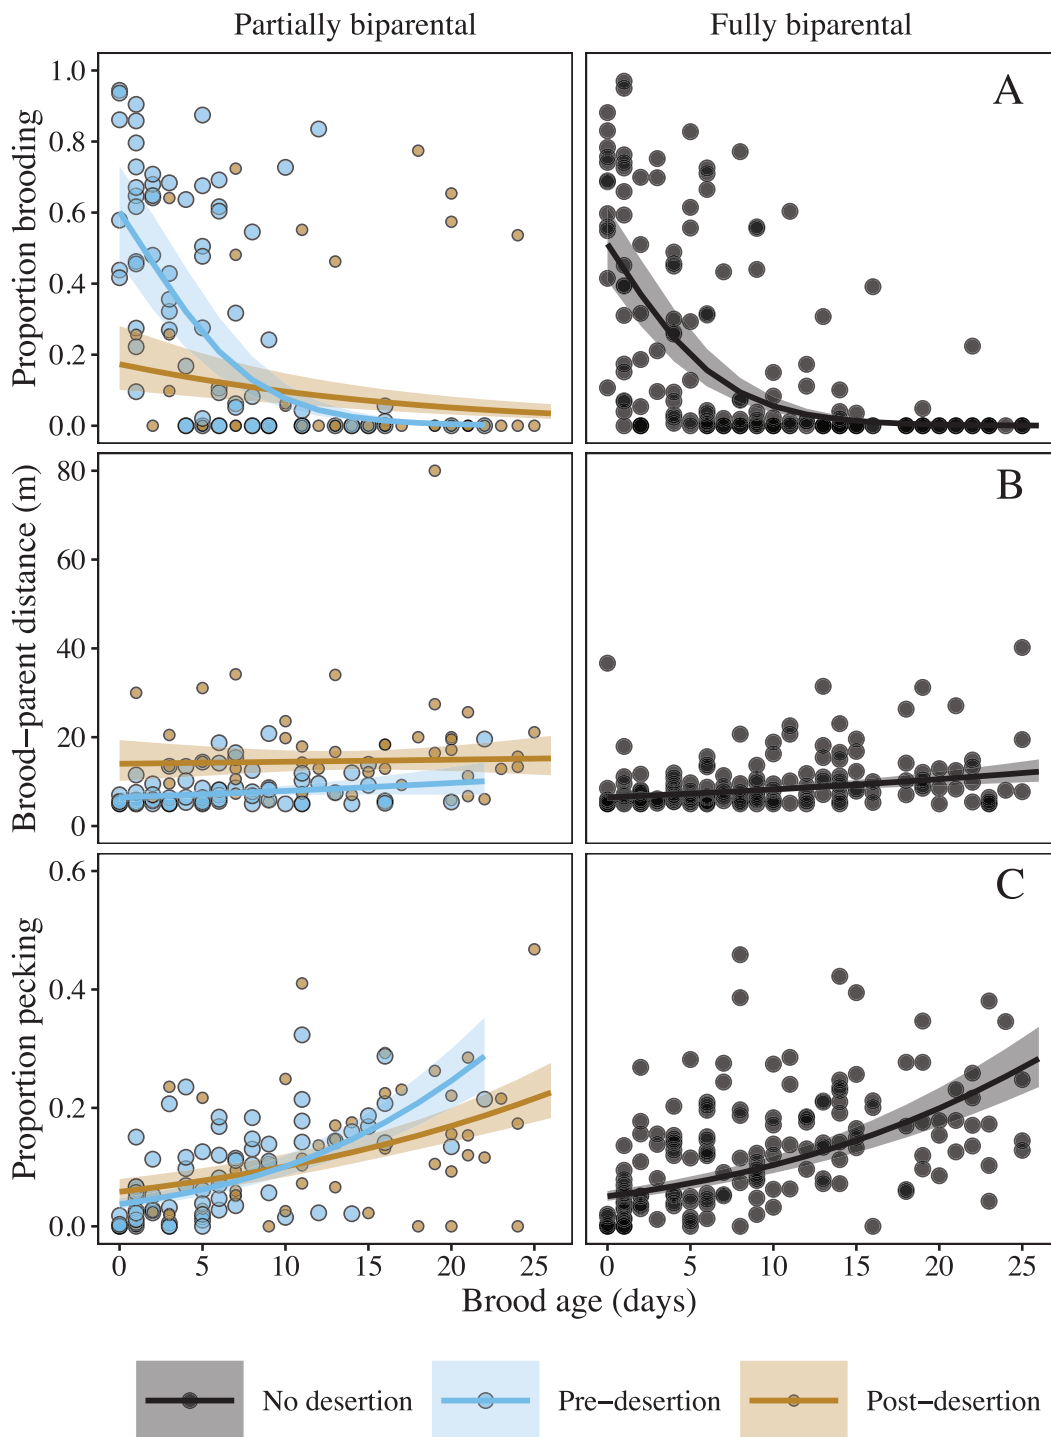 Partially biparental
Fully biparental
Proportion brooding
1.0
0.8
0.6
0.4
0.2
0.0
A
Brood−parent distance (m)
80
60
40
20
0
B
Proportion pecking
0.6
0.4
0.2
0.0
C
0 5 10 15 20 25
0 5 10 15 20 25
Brood age (days)
No desertion
Pre−desertion
Post−desertion